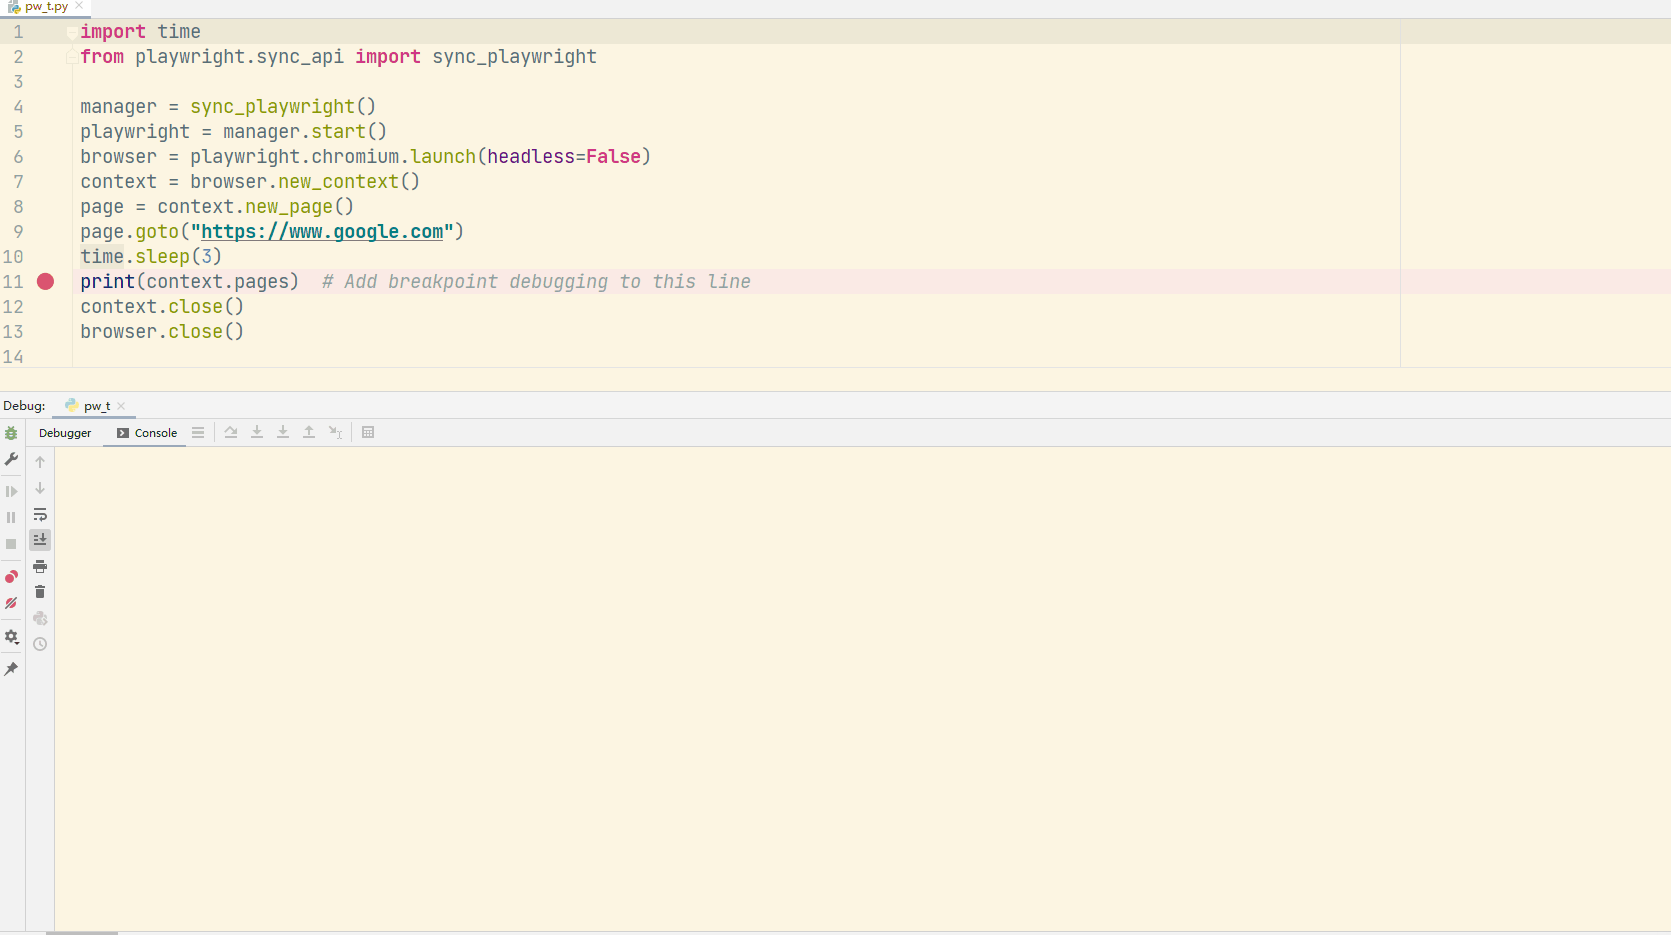 pw_t.py
1 import time
2 from playwright.sync_api import sync_playwright
3
4 manager = sync_playwright()
5 playwright = manager.start()
6 browser = playwright.chromium.launch(headless=False)
7 context = browser.new_context()
8 page = context.new_page()
9 page.goto("https://www.google.com")
10 time.sleep(3)
11 print(context.pages)  # Add breakpoint debugging to this line
12 context.close()
13 browser.close()
14
Debug: pw_t
Debugger Console